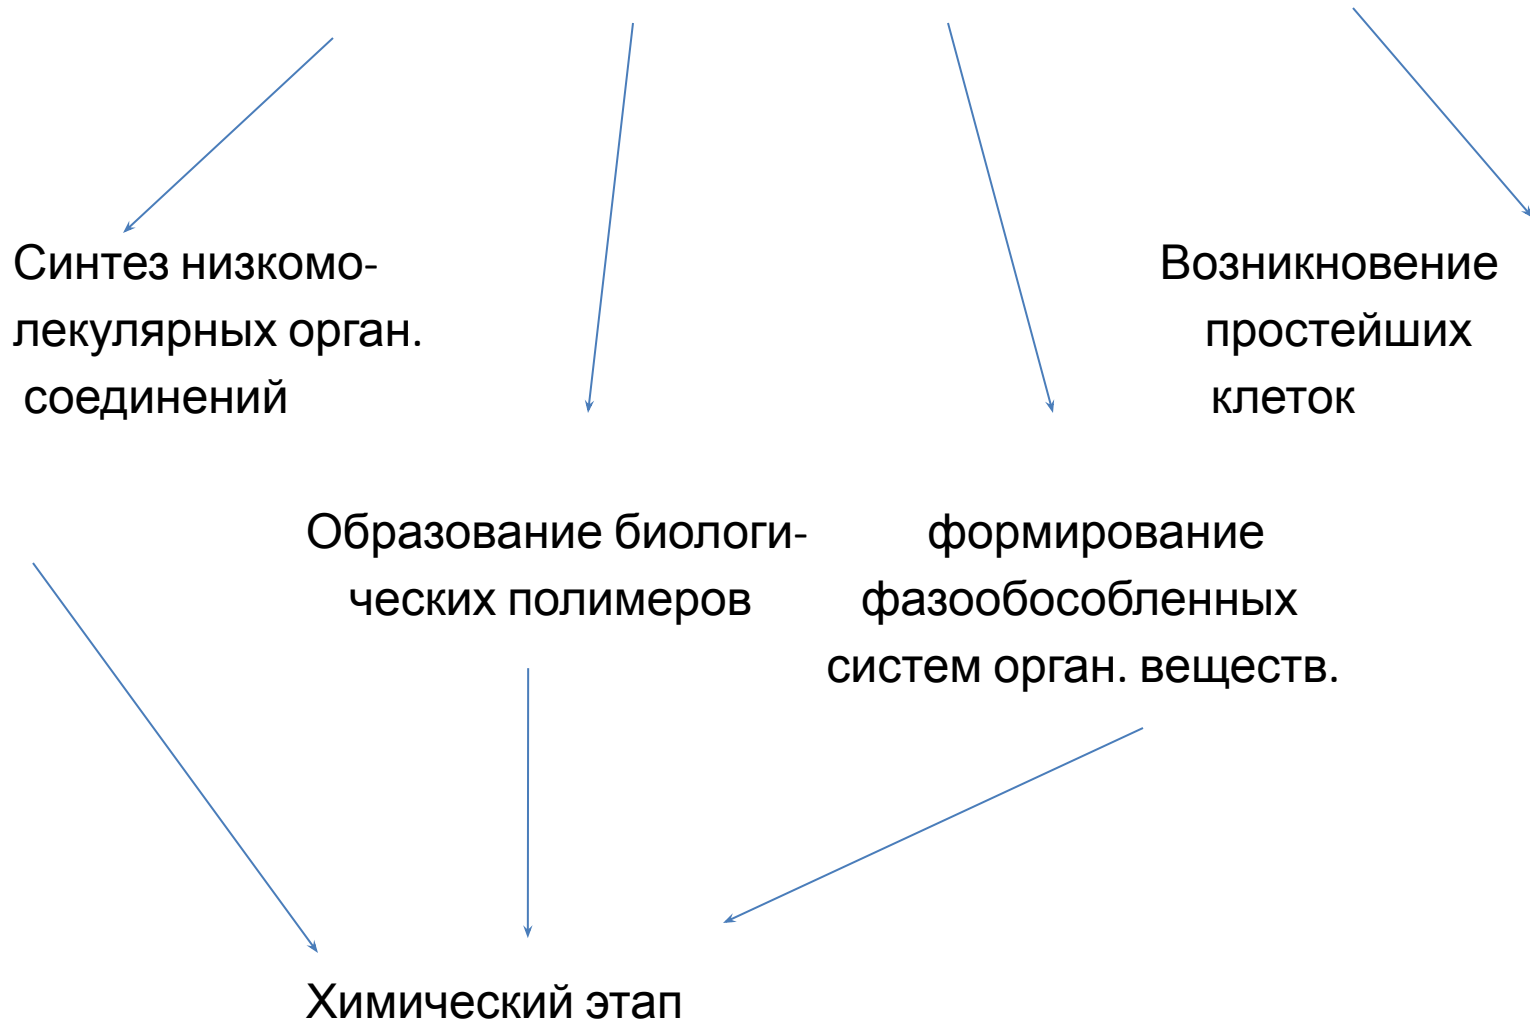 Синтез низкомо-
лекулярных орган.
соединений
Возникновение
простейших
клеток
Образование биологи-
ческих полимеров
формирование
фазообособленных
систем орган. веществ.
Химический этап